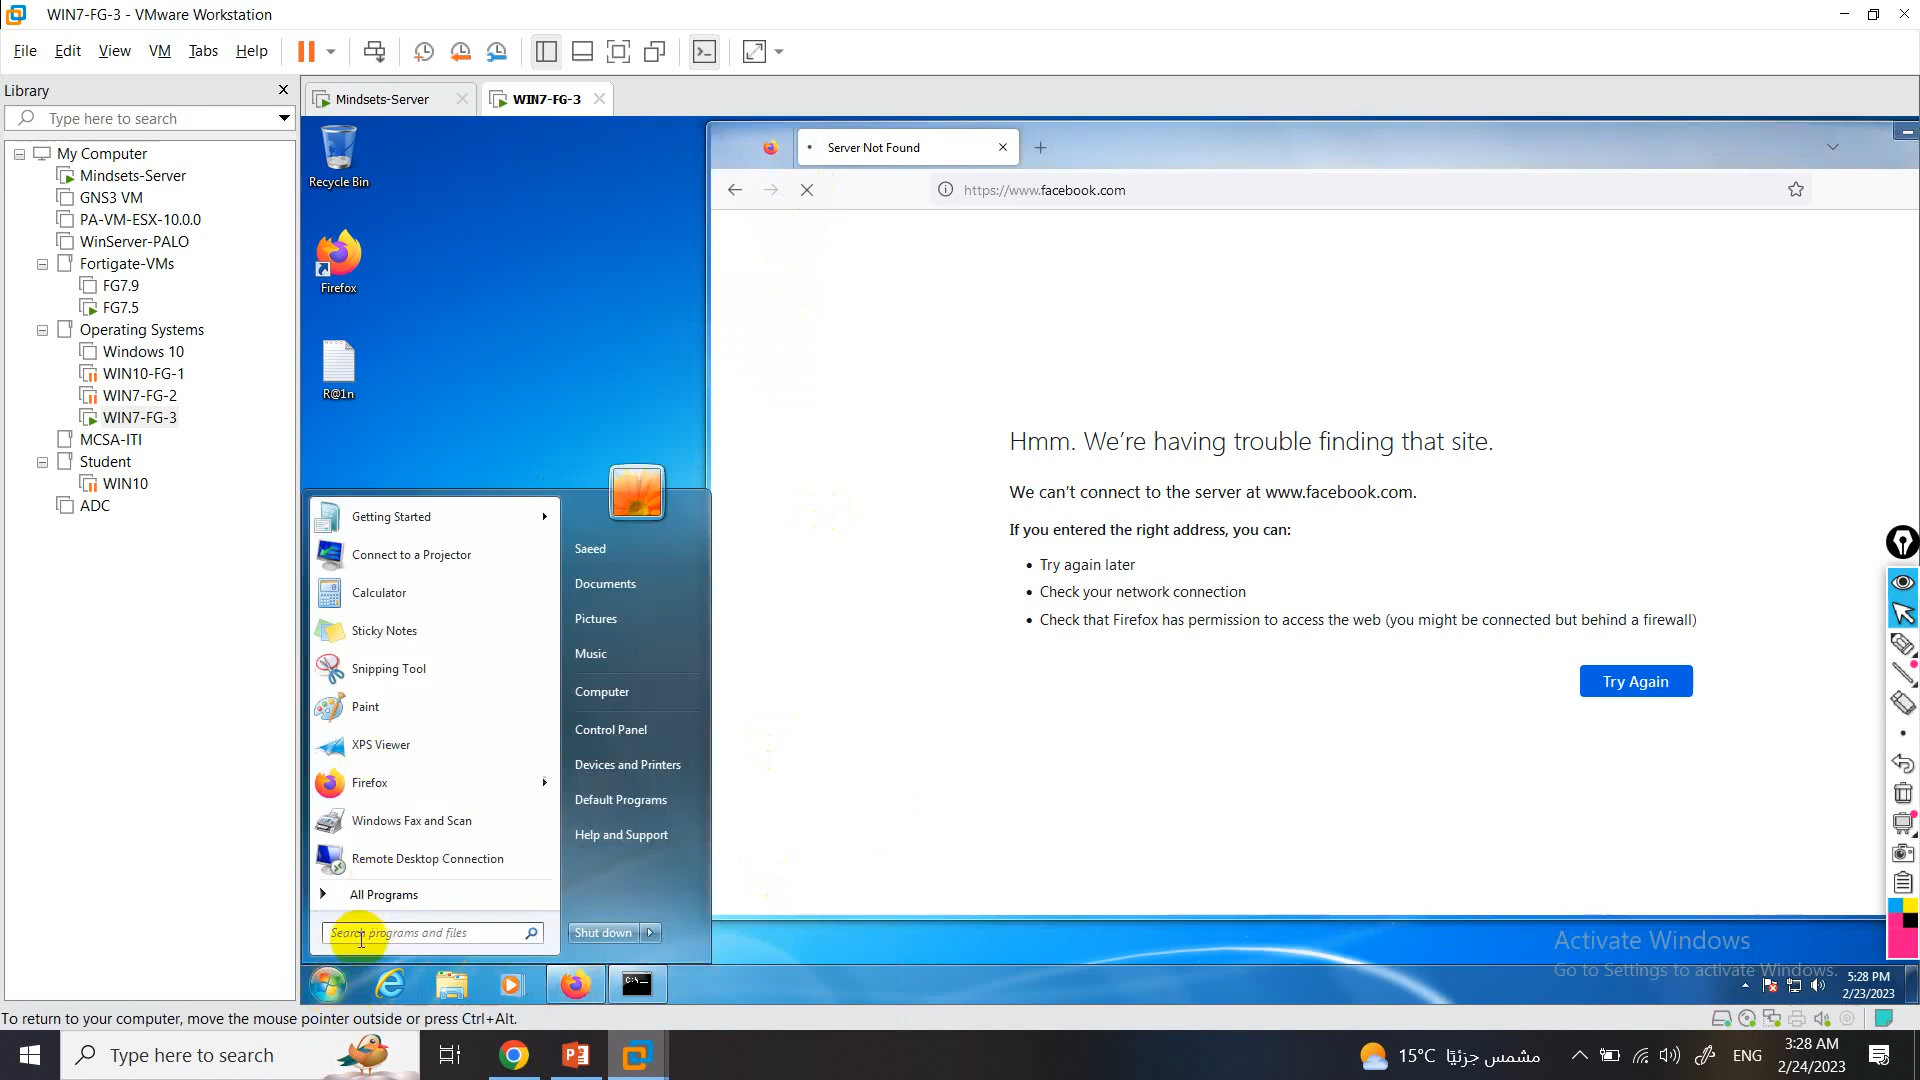 WIN7-FG-3 - VMware Workstation
File Edit View VM Tabs Help
Library
Type here to search
My Computer
Mindsets-Server
GNS3 VM
PA-VM-ESX-10.0.0
WinServer-PALO
Fortigate-VMs
FG7.9
FG7.5
Operating Systems
Windows 10
WIN10-FG-1
WIN7-FG-2
WIN7-FG-3
MCSA-ITI
Student
WIN10
ADC
Mindsets-Server
WIN7-FG-3
Recycle Bin
Firefox
R@1n
Server Not Found
https://www.facebook.com
Hmm. We're having trouble finding that site.
We can't connect to the server at www.facebook.com.
If you entered the right address, you can:
Try again later
Check your network connection
Check that Firefox has permission to access the web (you might be connected but behind a firewall)
Try Again
Getting Started
Connect to a Projector
Calculator
Sticky Notes
Snipping Tool
Paint
XPS Viewer
Firefox
Windows Fax and Scan
Remote Desktop Connection
All Programs
Search programs and files
Saeed
Documents
Pictures
Music
Computer
Control Panel
Devices and Printers
Default Programs
Help and Support
Shut down
C:\
Activate Windows
Go to Settings to activate Windows.
5:28 PM
2/23/2023
To return to your computer, move the mouse pointer outside or press Ctrl+Alt.
Type here to search
15°C مشمس جزئيًا
ENG
3:28 AM
2/24/2023